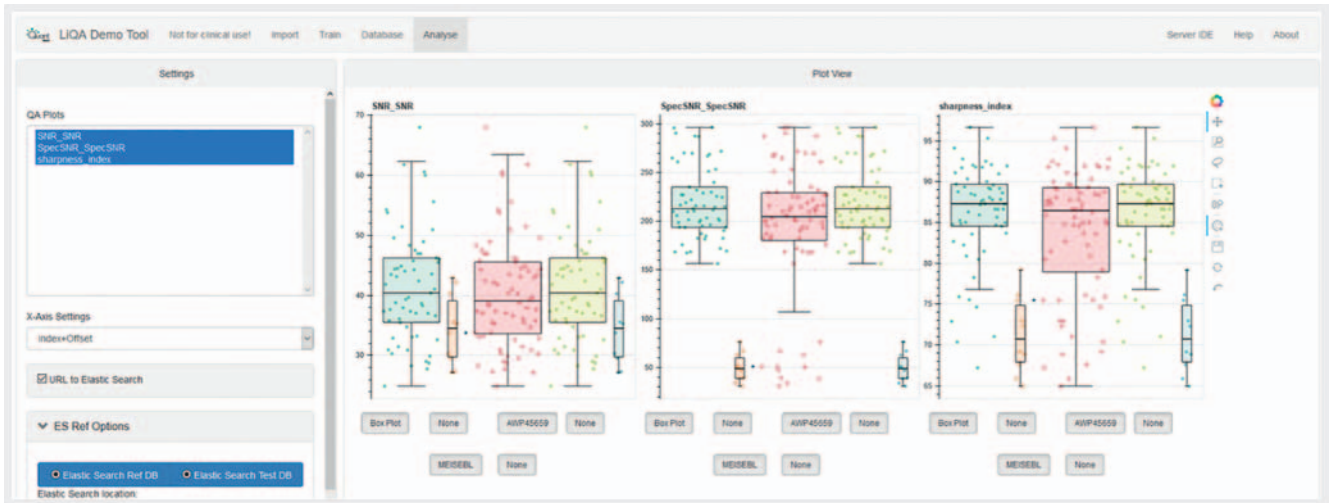 LiQA Demo Tool Not for clinical use! Import Train Database Analyse Server IDE Help About
Settings
QA Plots
SNR_SNR
SpecSNR_SpecSNR
sharpness_index
X-Axis Settings
Index+Offset
URL to Elastic Search
ES Ref Options
Elastic Search Ref DB Elastic Search Test DB
Elastic Search location:
Plot View
SNR_SNR
70
60
50
40
30
Box Plot None AWP45659 None
MEISEBL None
SpecSNR_SpecSNR
300
250
200
150
100
50
Box Plot None AWP45659 None
MEISEBL None
sharpness_index
95
90
85
80
75
70
65
Box Plot None AWP45659 None
MEISEBL None